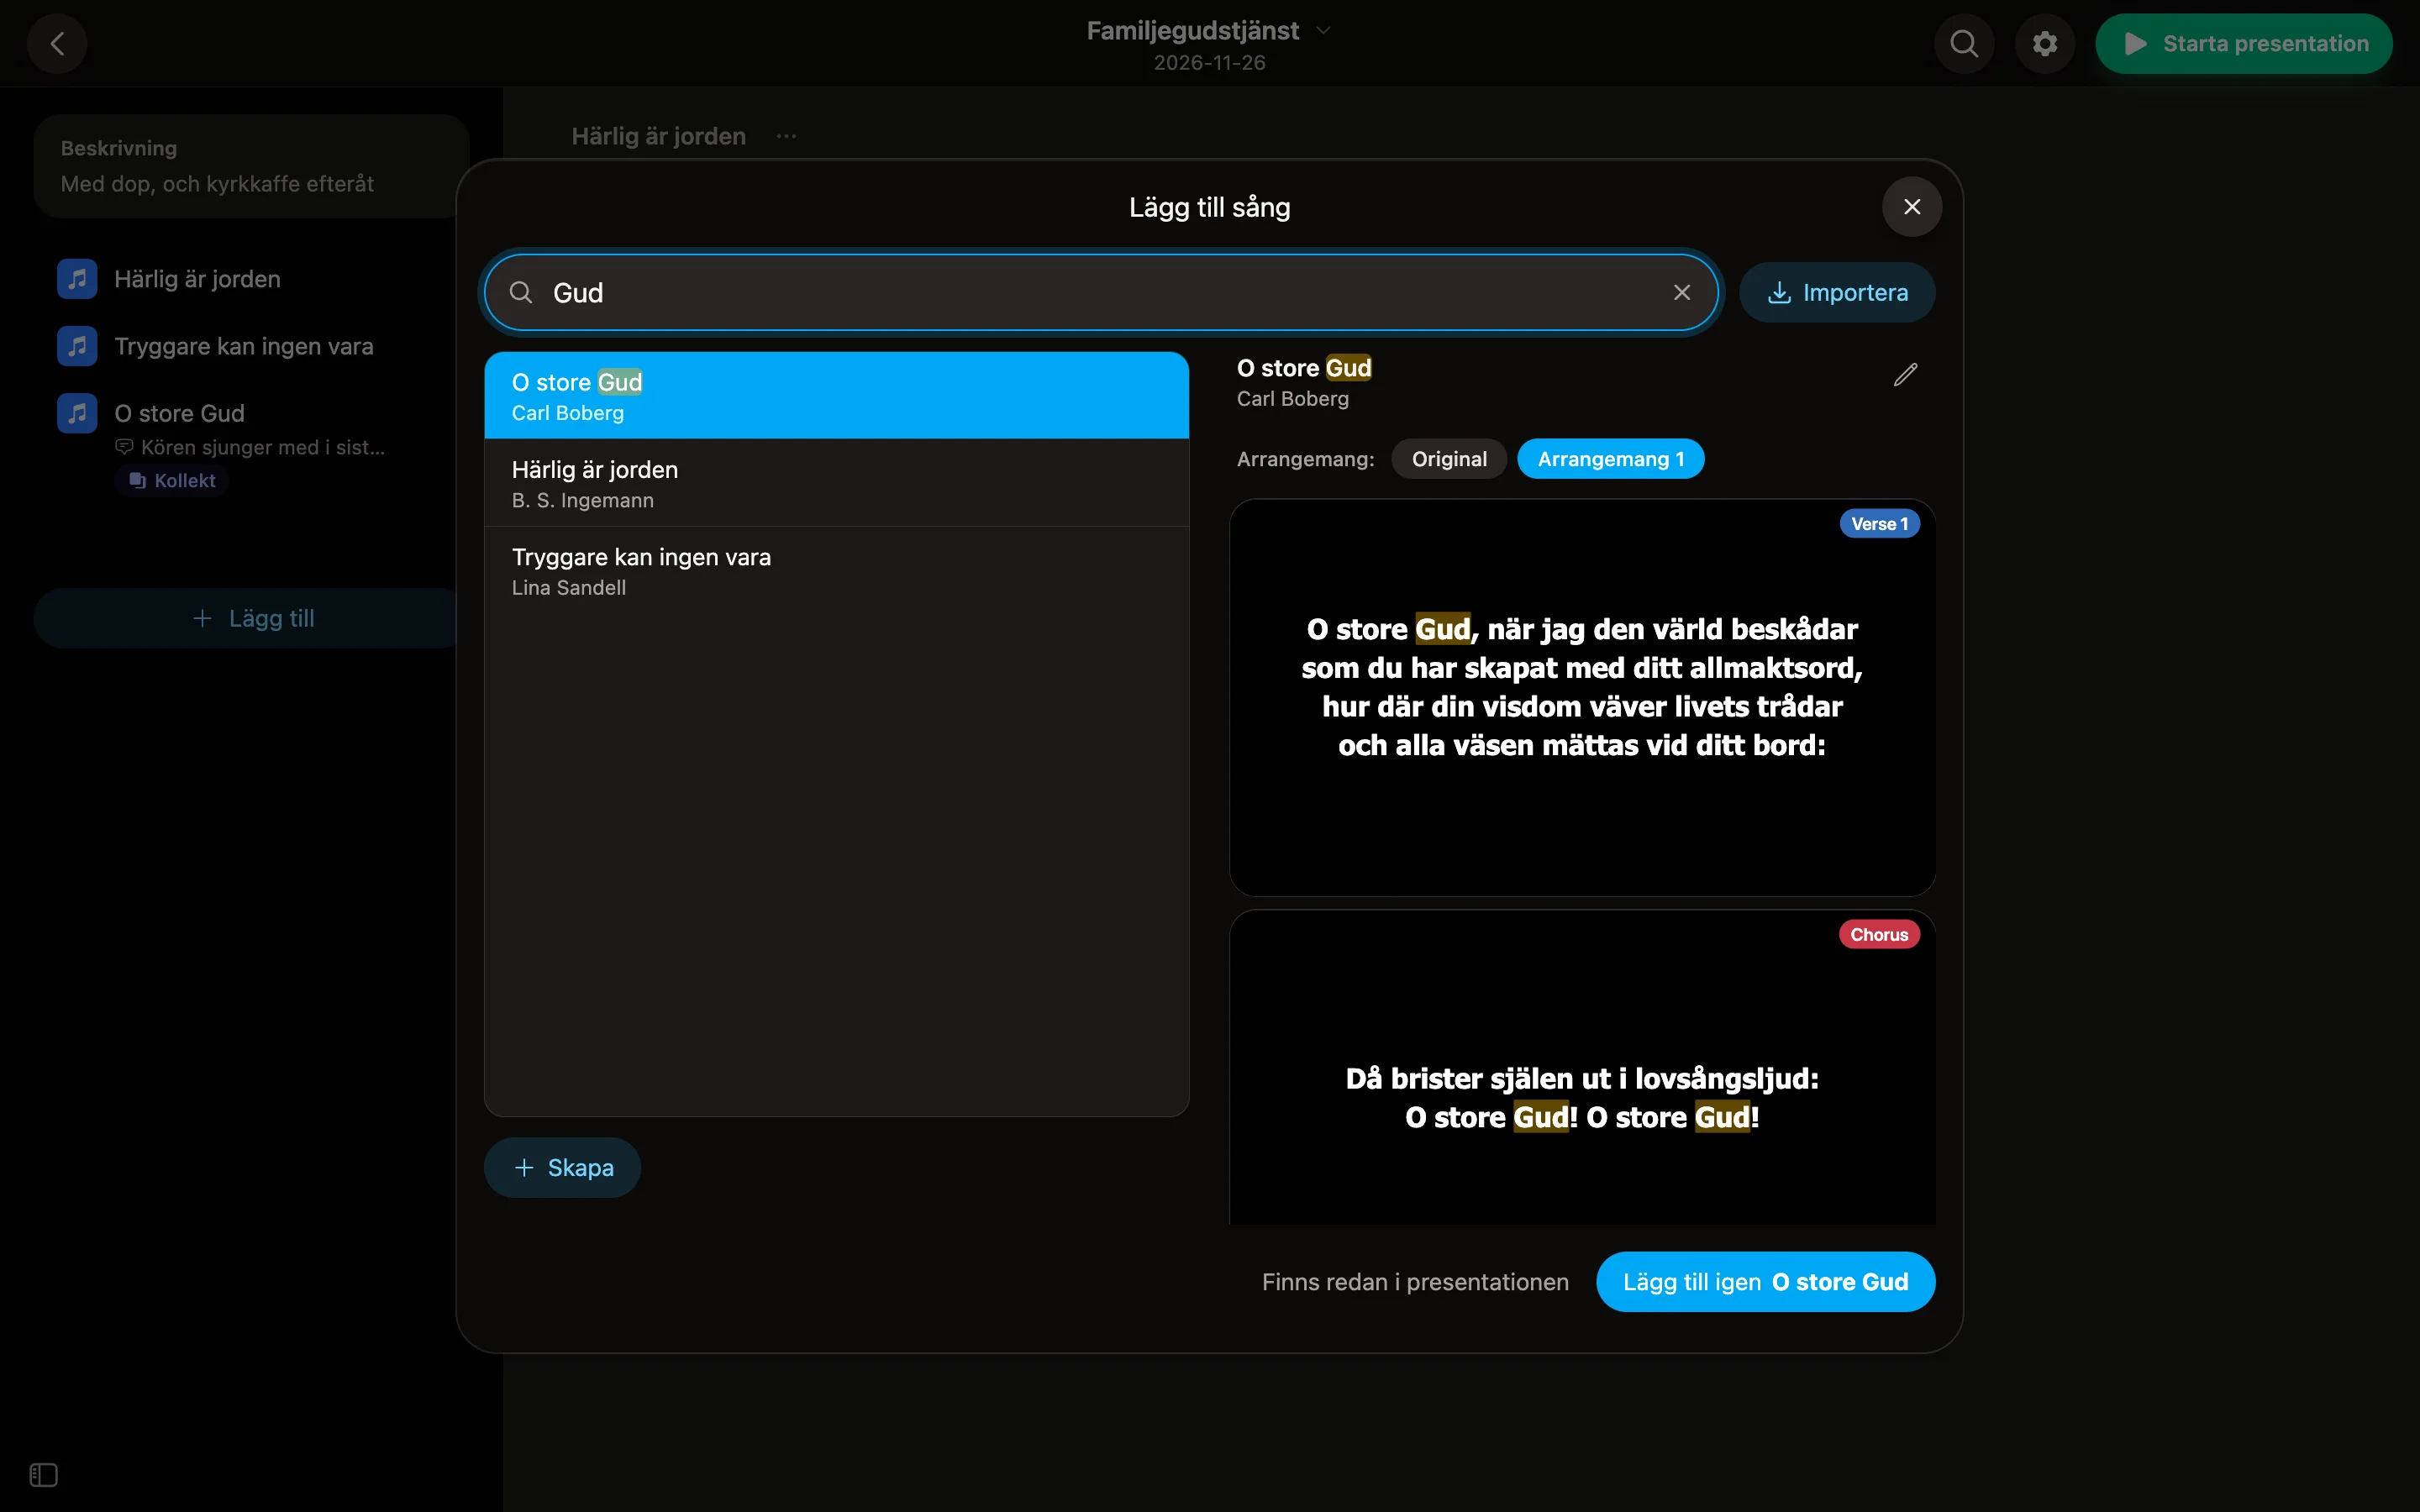 Familjegudstjänst
2026-11-26
Starta presentation
Beskrivning
Med dop, och kyrkkaffe efteråt
Härlig är jorden
Tryggare kan ingen vara
O store Gud
Kören sjunger med i sist...
Kollekt
Lägg till
Härlig är jorden
Lägg till sång
Gud
Importera
O store Gud
Carl Boberg
Härlig är jorden
B. S. Ingemann
Tryggare kan ingen vara
Lina Sandell
Skapa
O store Gud
Carl Boberg
Arrangemang: Original Arrangemang 1
Verse 1
O store Gud, när jag den värld beskådar
som du har skapat med ditt allmaktsord,
hur där din visdom väver livets trådar
och alla väsen mättas vid ditt bord:
Chorus
Då brister själen ut i lovsångsljud:
O store Gud! O store Gud!
Finns redan i presentationen
Lägg till igen O store Gud